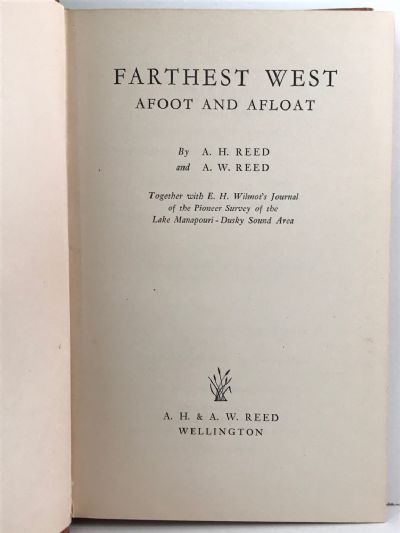 FARTHEST WEST
AFOOT AND AFLOAT
By A. H. REED
and A. W. REED
Together with E. H. Wilmot's Journal
of the Pioneer Survey of the
Lake Manapouri - Dusky Sound Area
A. H. & A. W. REED
WELLINGTON